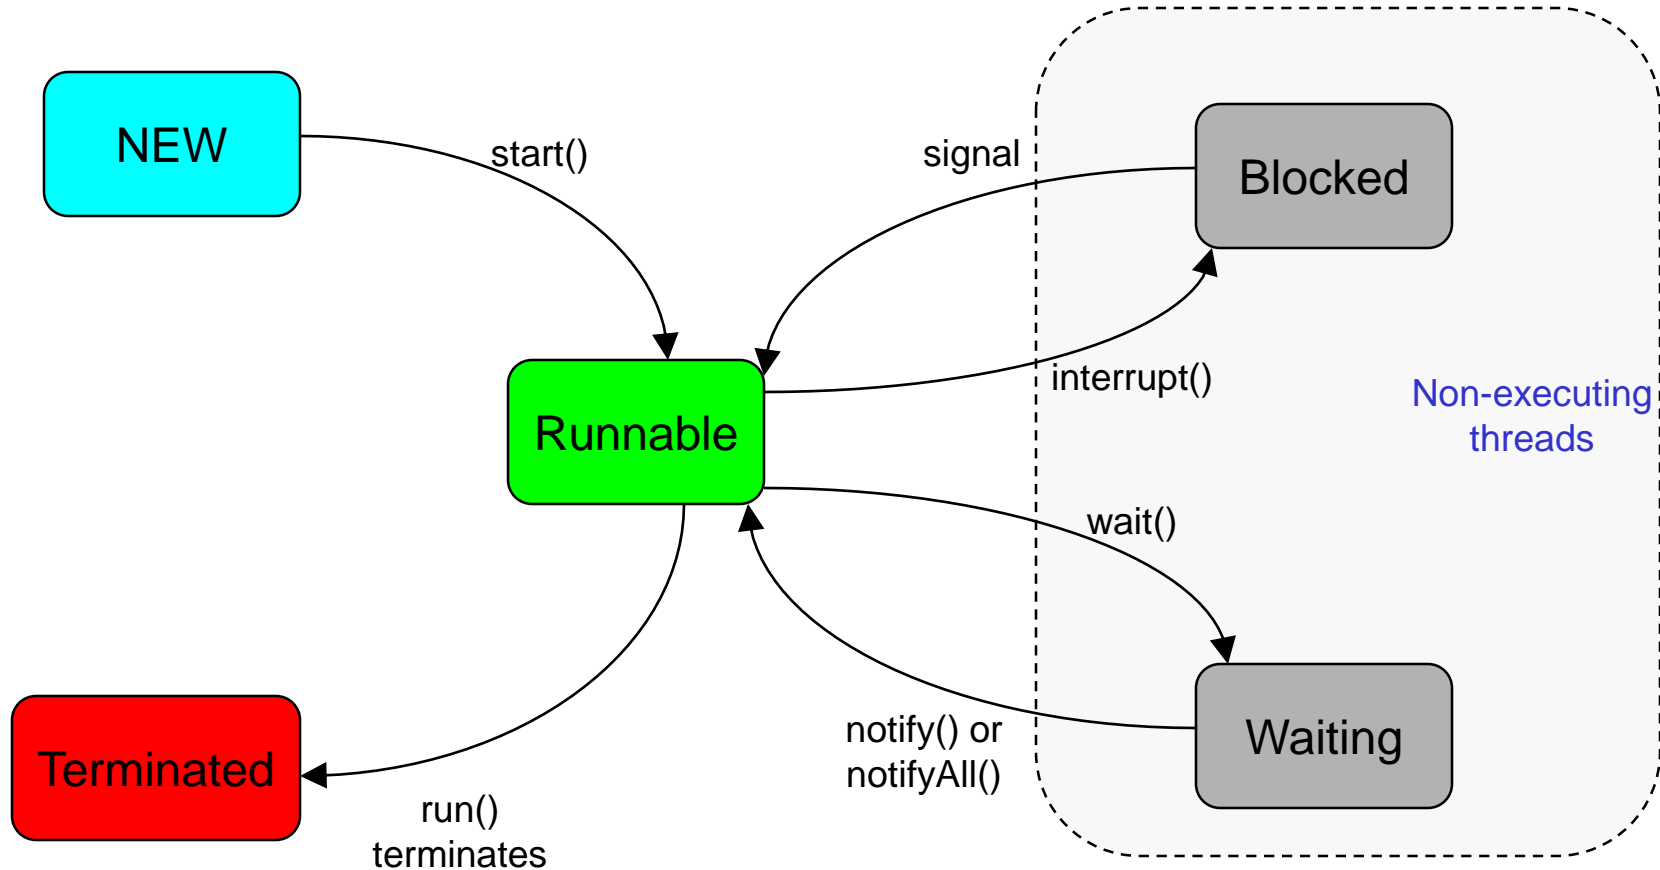 NEW
start()
signal
Blocked
interrupt()
Non-executing
threads
Runnable
wait()
notify() or
notifyAll()
Waiting
Terminated
run()
terminates